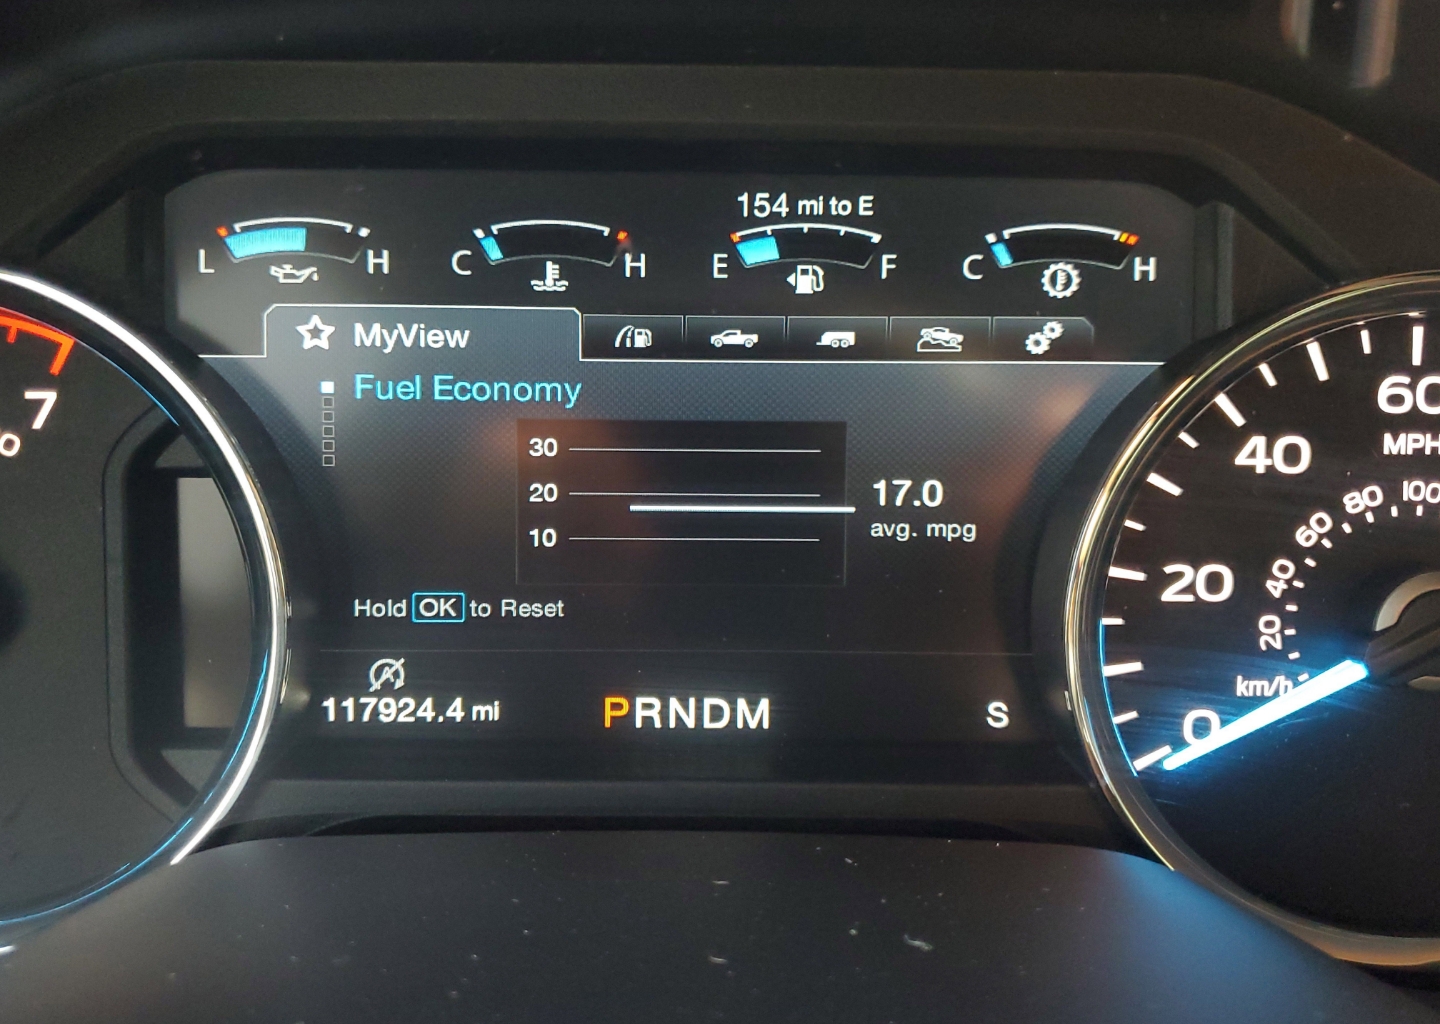 154 mi to E
L H C H E F C H
MyView
Fuel Economy
30
20
10
17.0
avg. mpg
Hold OK to Reset
117924.4 mi
PRNDM
S
7
60
MPH
40
20
0
100
80
60
40
20
km/h